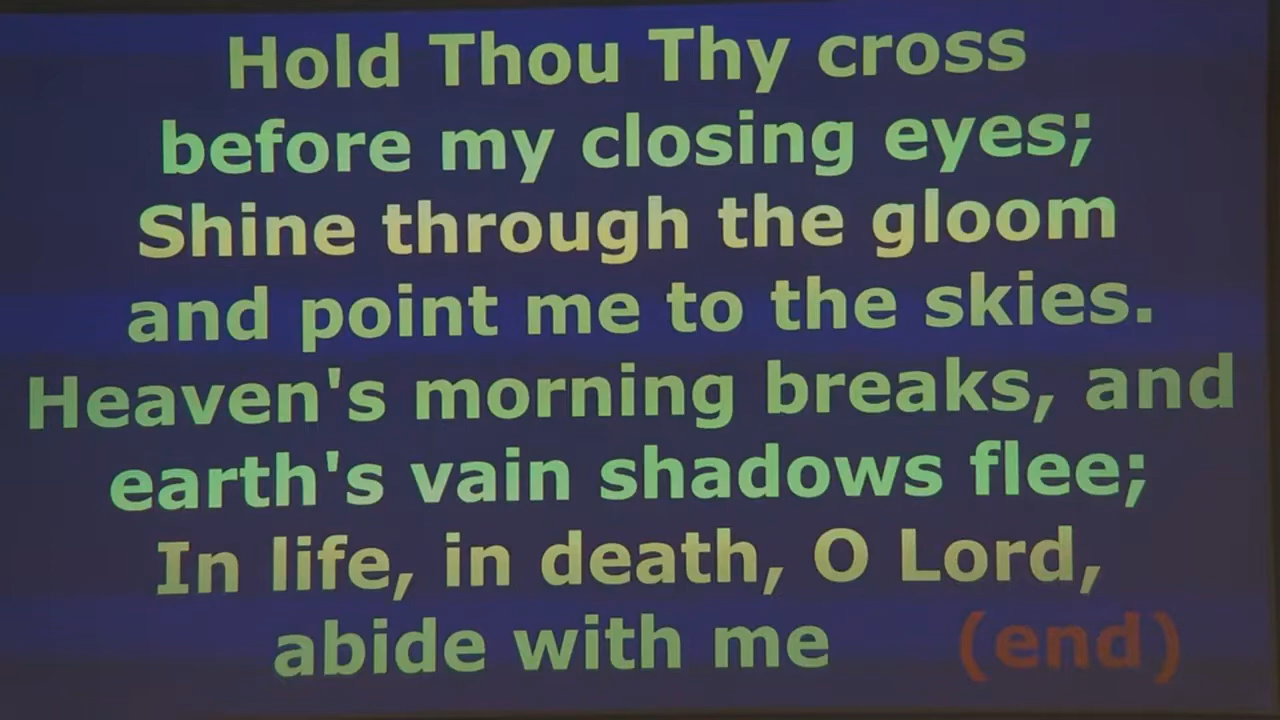 Hold Thou Thy cross
before my closing eyes;
Shine through the gloom
and point me to the skies.
Heaven's morning breaks, and
earth's vain shadows flee;
In life, in death, O Lord,
abide with me (end)